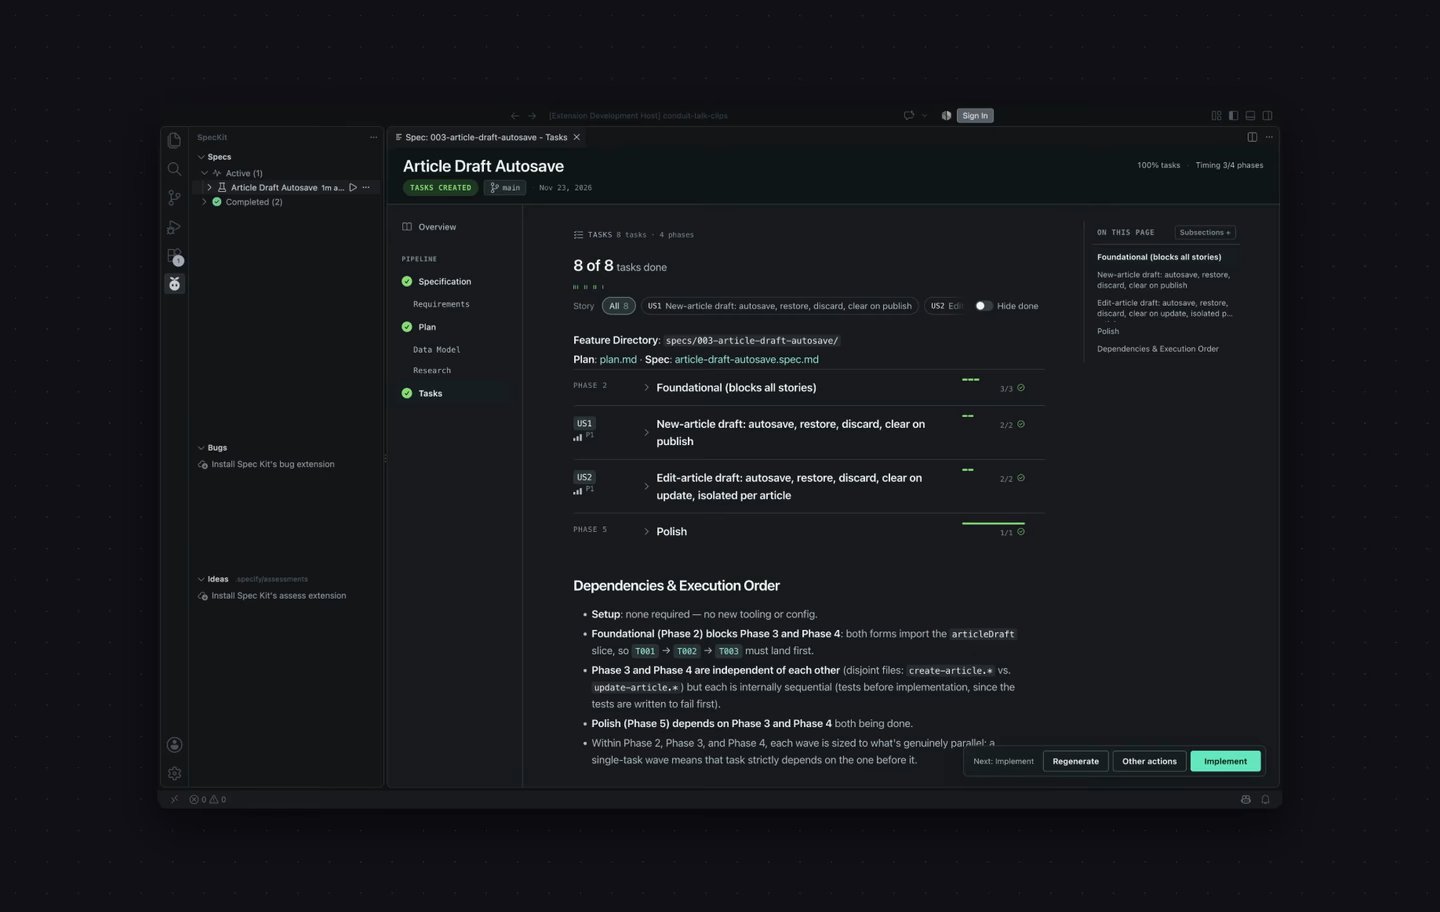 [Extension Development Host] conduit-talk-clips
Sign In
SpecKit
Specs
Active (1)
Article Draft Autosave 1m a...
Completed (2)
Bugs
Install Spec Kit's bug extension
Ideas .specify/assessments
Install Spec Kit's assess extension
1
Spec: 003-article-draft-autosave - Tasks
Article Draft Autosave
TASKS CREATED main Nov 23, 2026
100% tasks · Timing 3/4 phases
Overview
PIPELINE
Specification
Requirements
Plan
Data Model
Research
Tasks
TASKS 8 tasks · 4 phases
8 of 8 tasks done
Story All 8 US1 New-article draft: autosave, restore, discard, clear on publish US2 Edit Hide done
Feature Directory: specs/003-article-draft-autosave/
Plan: plan.md · Spec: article-draft-autosave.spec.md
PHASE 2 Foundational (blocks all stories) 3/3
US1 P1 New-article draft: autosave, restore, discard, clear on
publish 2/2
US2 P1 Edit-article draft: autosave, restore, discard, clear on
update, isolated per article 2/2
PHASE 5 Polish 1/1
Dependencies & Execution Order
• Setup: none required — no new tooling or config.
• Foundational (Phase 2) blocks Phase 3 and Phase 4: both forms import the articleDraft
slice, so T001 → T002 → T003 must land first.
• Phase 3 and Phase 4 are independent of each other (disjoint files: create-article.* vs.
update-article.*) but each is internally sequential (tests before implementation, since the
tests are written to fail first).
• Polish (Phase 5) depends on Phase 3 and Phase 4 both being done.
• Within Phase 2, Phase 3, and Phase 4, each wave is sized to what's genuinely parallel: a
single-task wave means that task strictly depends on the one before it.
ON THIS PAGE Subsections +
Foundational (blocks all stories)
New-article draft: autosave, restore,
discard, clear on publish
Edit-article draft: autosave, restore,
discard, clear on update, isolated p...
Polish
Dependencies & Execution Order
Next: Implement Regenerate Other actions Implement
0 0